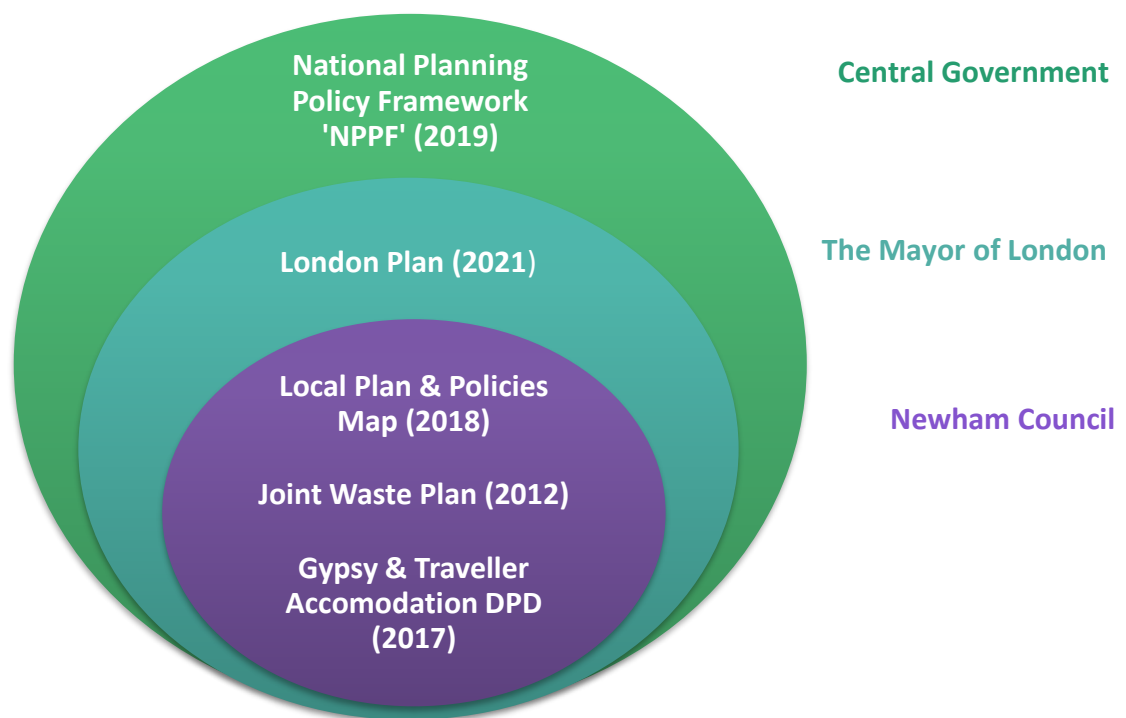 National Planning
Policy Framework
'NPPF' (2019)
Central Government
London Plan (2021)
The Mayor of London
Local Plan & Policies
Map (2018)
Newham Council
Joint Waste Plan (2012)
Gypsy & Traveller
Accomodation DPD
(2017)